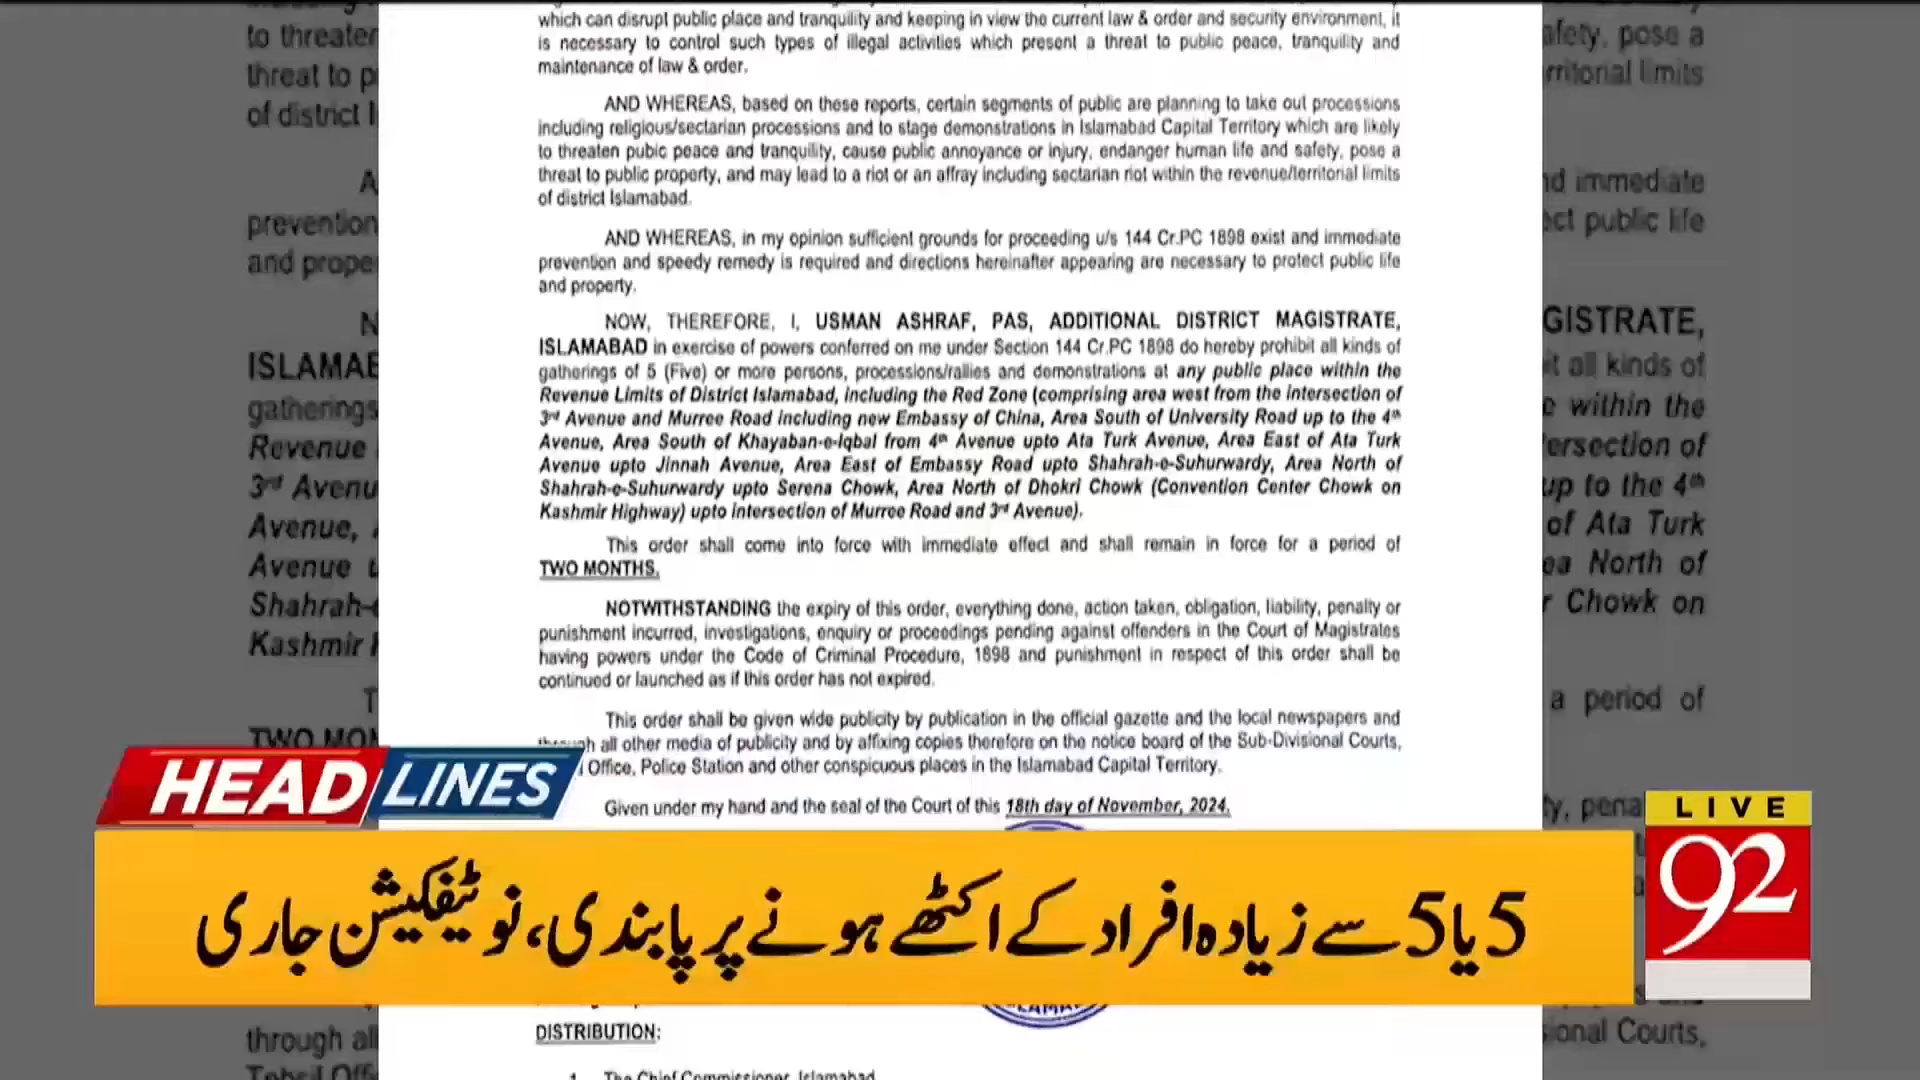 which can disrupt public place and tranquility and keeping in view the current law & order and security environment, it
is necessary to control such types of illegal activities which present a threat to public peace, tranquility and
maintenance of law & order.
AND WHEREAS, based on these reports, certain segments of public are planning to take out processions
including religious/sectarian processions and to stage demonstrations in Islamabad Capital Territory which are likely
to threaten pubic peace and tranquility, cause public annoyance or injury, endanger human life and safety, pose a
threat to public property, and may lead to a riot or an affray including sectarian riot within the revenue/territorial limits
of district Islamabad.
AND WHEREAS, in my opinion sufficient grounds for proceeding u/s 144 Cr.PC 1898 exist and immediate
prevention and speedy remedy is required and directions hereinafter appearing are necessary to protect public life
and property.
NOW, THEREFORE, I, USMAN ASHRAF, PAS, ADDITIONAL DISTRICT MAGISTRATE,
ISLAMABAD in exercise of powers conferred on me under Section 144 Cr.PC 1898 do hereby prohibit all kinds of
gatherings of 5 (Five) or more persons, processions/rallies and demonstrations at any public place within the
Revenue Limits of District Islamabad, including the Red Zone (comprising area west from the intersection of
3rd Avenue and Murree Road including new Embassy of China, Area South of University Road up to the 4th
Avenue, Area South of Khayaban-e-Iqbal from 4th Avenue upto Ata Turk Avenue, Area East of Ata Turk
Avenue upto Jinnah Avenue, Area East of Embassy Road upto Shahrah-e-Suhurwardy, Area North of
Shahrah-e-Suhurwardy upto Serena Chowk, Area North of Dhokri Chowk (Convention Center Chowk on
Kashmir Highway) upto intersection of Murree Road and 3rd Avenue).
This order shall come into force with immediate effect and shall remain in force for a period of
TWO MONTHS.
NOTWITHSTANDING the expiry of this order, everything done, action taken, obligation, liability, penalty or
punishment incurred, investigations, enquiry or proceedings pending against offenders in the Court of Magistrates
having powers under the Code of Criminal Procedure, 1898 and punishment in respect of this order shall be
continued or launched as if this order has not expired.
This order shall be given wide publicity by publication in the official gazette and the local newspapers and
all other media of publicity and by affixing copies therefore on the notice board of the Sub-Divisional Courts,
Office, Police Station and other conspicuous places in the Islamabad Capital Territory.
Given under my hand and the seal of the Court of this 18th day of November, 2024.
HEADLINES
LIVE
92
5 یا 5 سے زیادہ افراد کے اکٹھے ہونے پر پابندی، نوٹیفکیشن جاری
DISTRIBUTION:
1. The Chief Commissioner, Islamabad